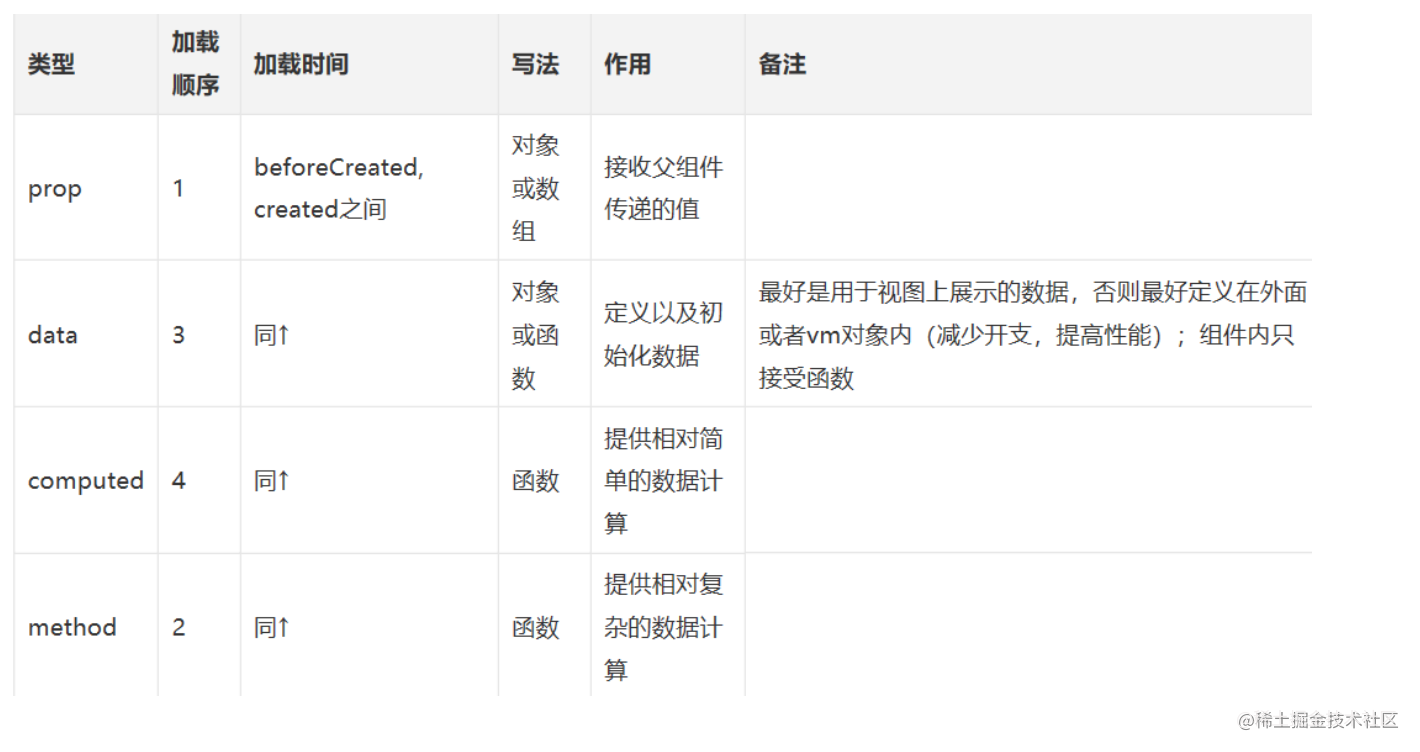 类型
加载
顺序
加载时间
写法
作用
备注
prop
1
beforeCreated,
created之间
对象
或数
组
接收父组件
传递的值
data
3
同↑
对象
或函
数
定义以及初
始化数据
最好是用于视图上展示的数据，否则最好定义在外面
或者vm对象内（减少开支，提高性能）；组件内只
接受函数
computed
4
同↑
函数
提供相对简
单的数据计
算
method
2
同↑
函数
提供相对复
杂的数据计
算
@稀土掘金技术社区